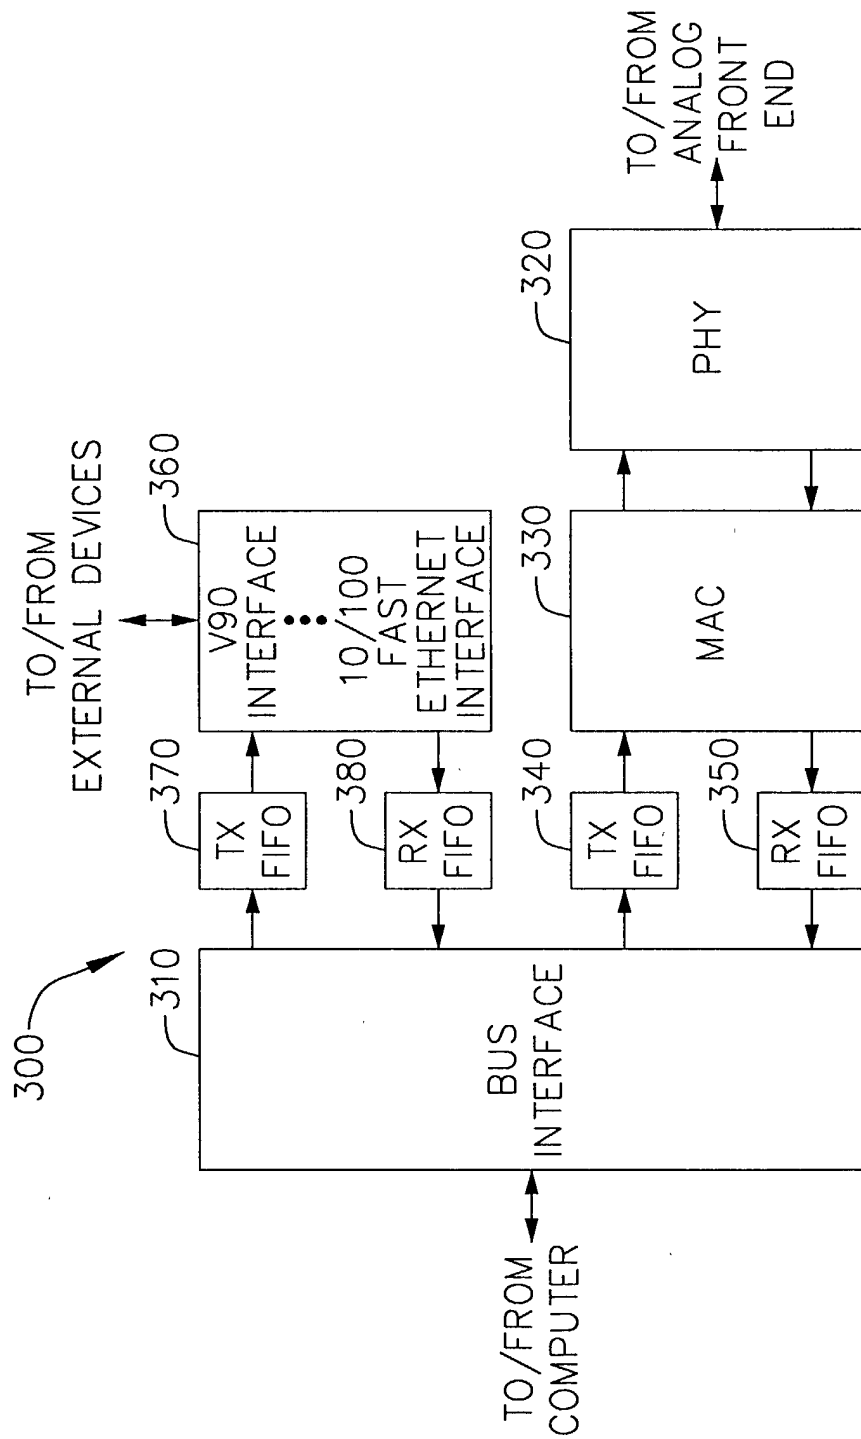 300
310
BUS
INTERFACE
TO/FROM
COMPUTER
370
TX
FIFO
380
RX
FIFO
340
TX
FIFO
350
RX
FIFO
TO/FROM
EXTERNAL DEVICES
360
V90
INTERFACE
10/100
FAST
ETHERNET
INTERFACE
330
MAC
320
PHY
TO/FROM
ANALOG
FRONT
END